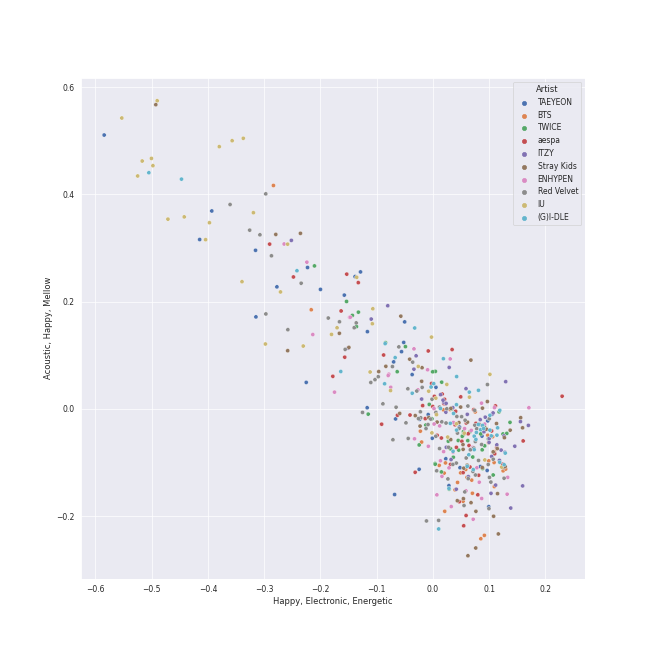 Artist
TAEYEON
BTS
TWICE
aespa
ITZY
Stray Kids
ENHYPEN
Red Velvet
IU
(G)I-DLE
0.6
0.4
0.2
0.0
−0.2
Acoustic, Happy, Mellow
−0.6 −0.5 −0.4 −0.3 −0.2 −0.1 0.0 0.1 0.2
Happy, Electronic, Energetic